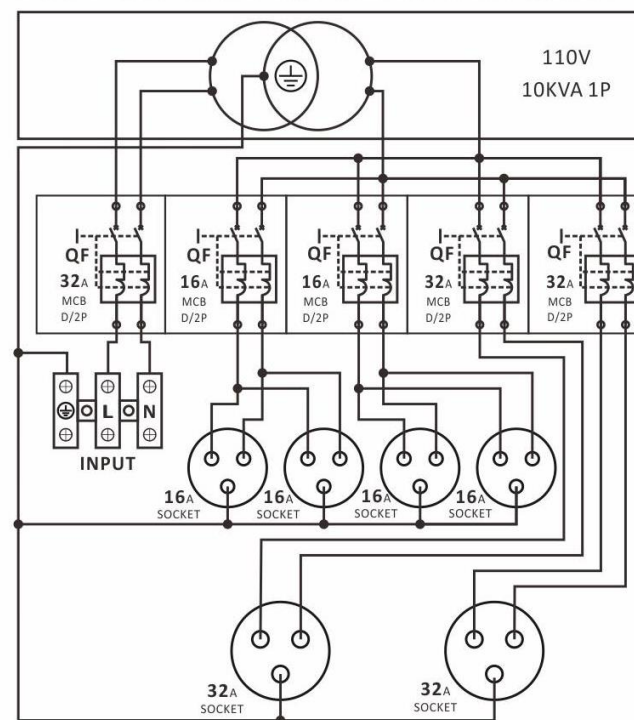 110V
10KVA 1P
QF
32A
MCB
D/2P
QF
16A
MCB
D/2P
QF
16A
MCB
D/2P
QF
32A
MCB
D/2P
QF
32A
MCB
D/2P
L
N
INPUT
16A
SOCKET
16A
SOCKET
16A
SOCKET
16A
SOCKET
32A
SOCKET
32A
SOCKET